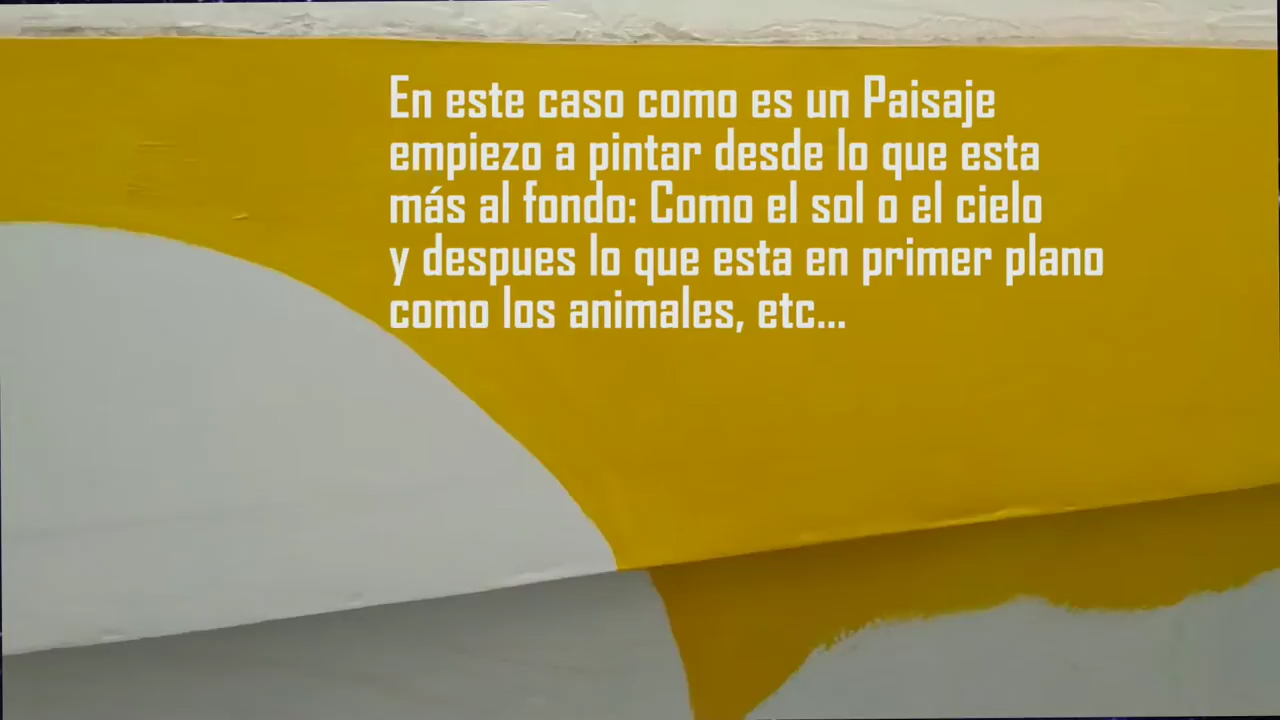 En este caso como es un Paisaje
empiezo a pintar desde lo que esta
más al fondo: Como el sol o el cielo
y despues lo que esta en primer plano
como los animales, etc...